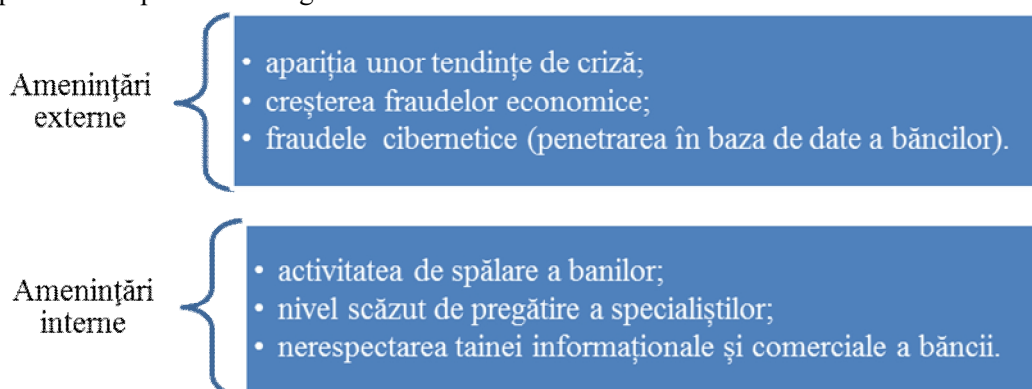 Ameninţări
externe
• apariția unor tendințe de criză;
• creșterea fraudelor economice;
• fraudele cibernetice (penetrarea în baza de date a băncilor).
Amenințări
interne
• activitatea de spălare a banilor;
• nivel scăzut de pregătire a specialiștilor;
• nerespectarea tainei informaționale și comerciale a băncii.